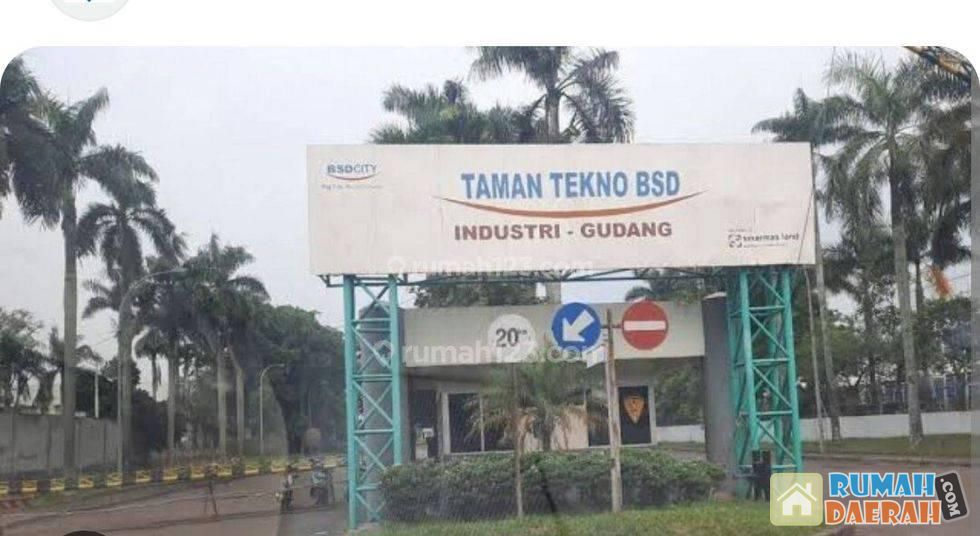 BSDCITY
TAMAN TEKNO BSD
INDUSTRI - GUDANG
sinarmas land
rumah123.com
20
rumah123.com
RUMAH
DAERAH
.COM